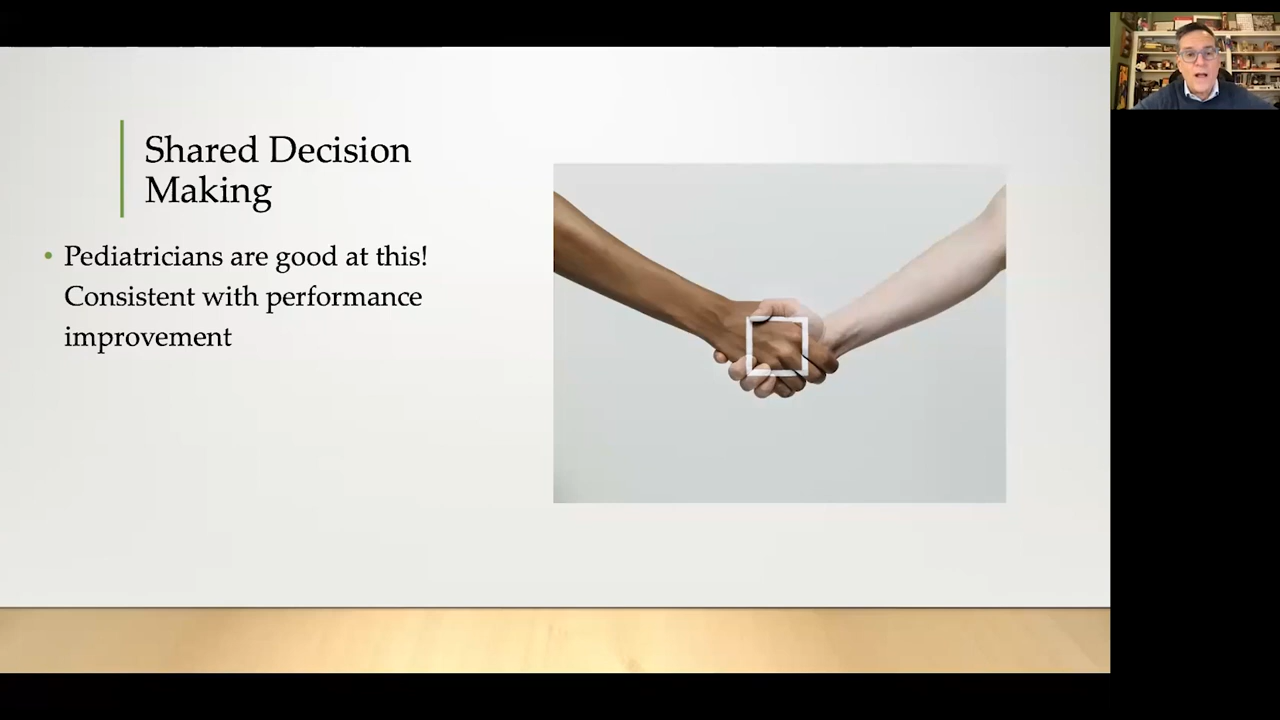 Shared Decision
Making
• Pediatricians are good at this!
Consistent with performance
improvement